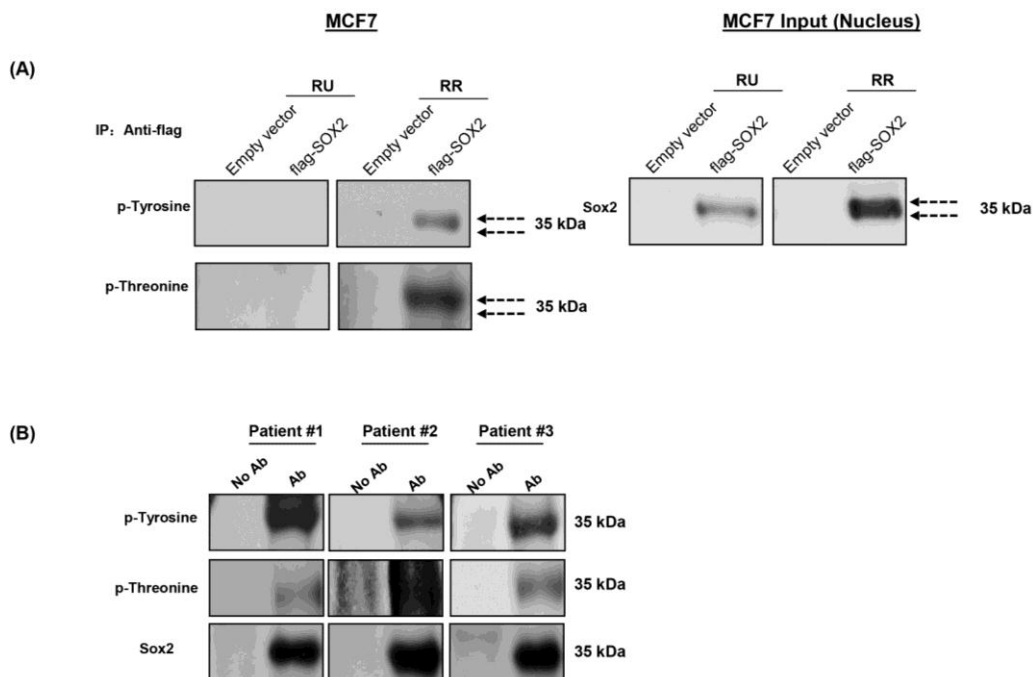 MCF7
MCF7 Input (Nucleus)
(A)
RU
RR
RU
RR
IP: Anti-flag
Empty vector
flag-SOX2
Empty vector
flag-SOX2
Empty vector
flag-SOX2
Empty vector
flag-SOX2
p-Tyrosine
35 kDa
Sox2
35 kDa
p-Threonine
35 kDa
(B)
Patient #1
Patient #2
Patient #3
No Ab
Ab
No Ab
Ab
No Ab
Ab
p-Tyrosine
35 kDa
p-Threonine
35 kDa
Sox2
35 kDa